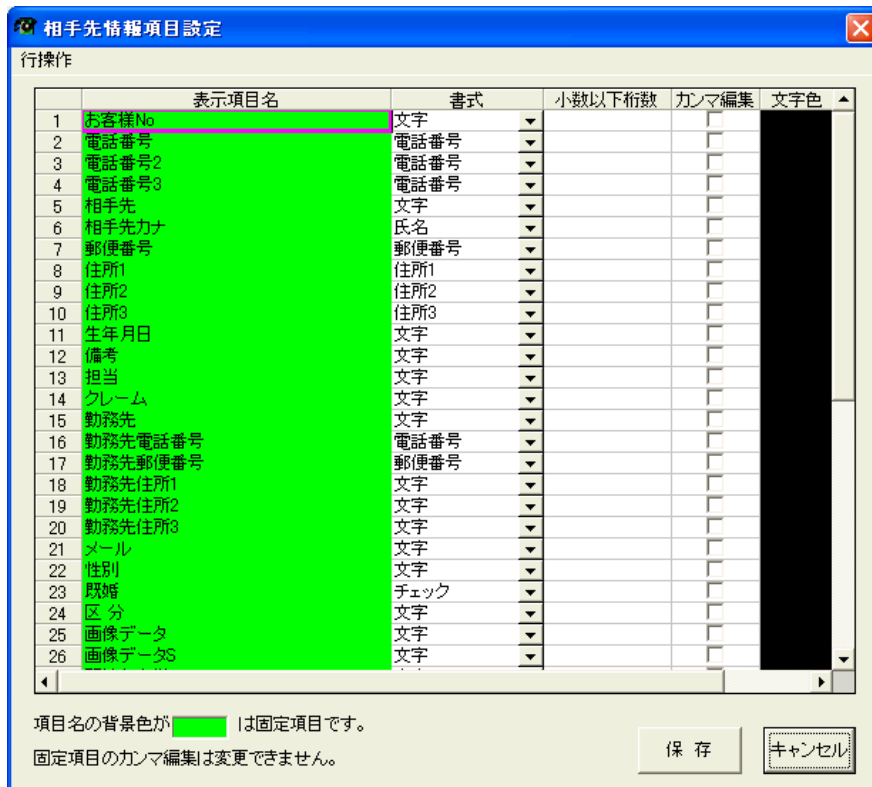 相手先情報項目設定
行操作
表示項目名 書式 小数以下桁数 カンマ編集 文字色
1 お客様No 文字
2 電話番号 電話番号
3 電話番号2 電話番号
4 電話番号3 電話番号
5 相手先 文字
6 相手先カナ 氏名
7 郵便番号 郵便番号
8 住所1 住所1
9 住所2 住所2
10 住所3 住所3
11 生年月日 文字
12 備考 文字
13 担当 文字
14 クレーム 文字
15 勤務先 文字
16 勤務先電話番号 電話番号
17 勤務先郵便番号 郵便番号
18 勤務先住所1 文字
19 勤務先住所2 文字
20 勤務先住所3 文字
21 メール 文字
22 性別 文字
23 既婚 チェック
24 区 分 文字
25 画像データ 文字
26 画像データS 文字
項目名の背景色が は固定項目です。
固定項目のカンマ編集は変更できません。
保 存 キャンセル